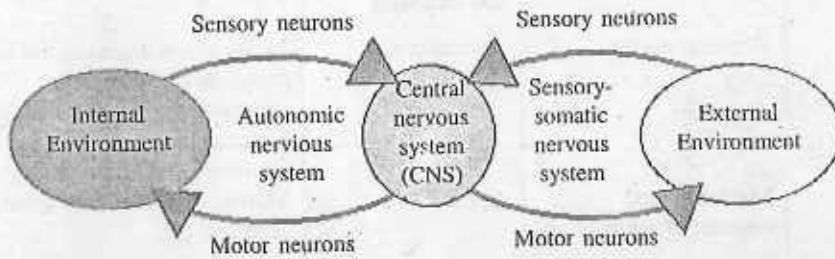 Sensory neurons
Sensory neurons
Internal
Environment
Autonomic
nervious
system
Central
nervous
system
(CNS)
Sensory-
somatic
nervous
system
External
Environment
Motor neurons
Motor neurons